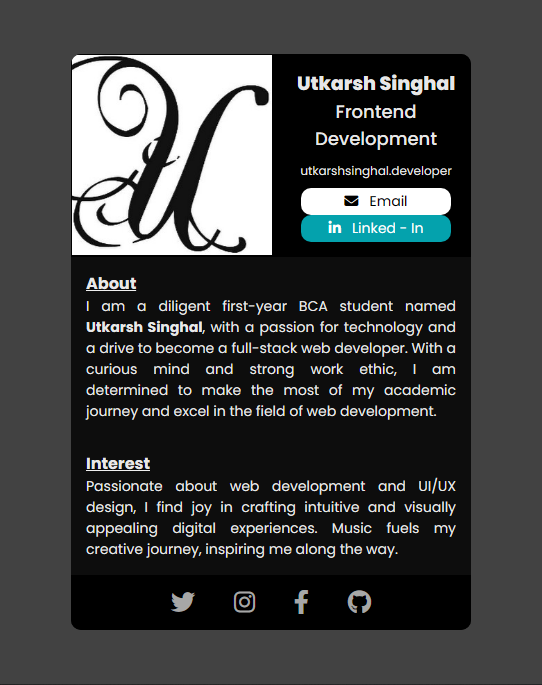 U
Utkarsh Singhal
Frontend
Development
utkarshsinghal.developer
Email
in Linked - In
About
I am a diligent first-year BCA student named
Utkarsh Singhal, with a passion for technology and
a drive to become a full-stack web developer. With a
curious mind and strong work ethic, I am
determined to make the most of my academic
journey and excel in the field of web development.
Interest
Passionate about web development and UI/UX
design, I find joy in crafting intuitive and visually
appealing digital experiences. Music fuels my
creative journey, inspiring me along the way.